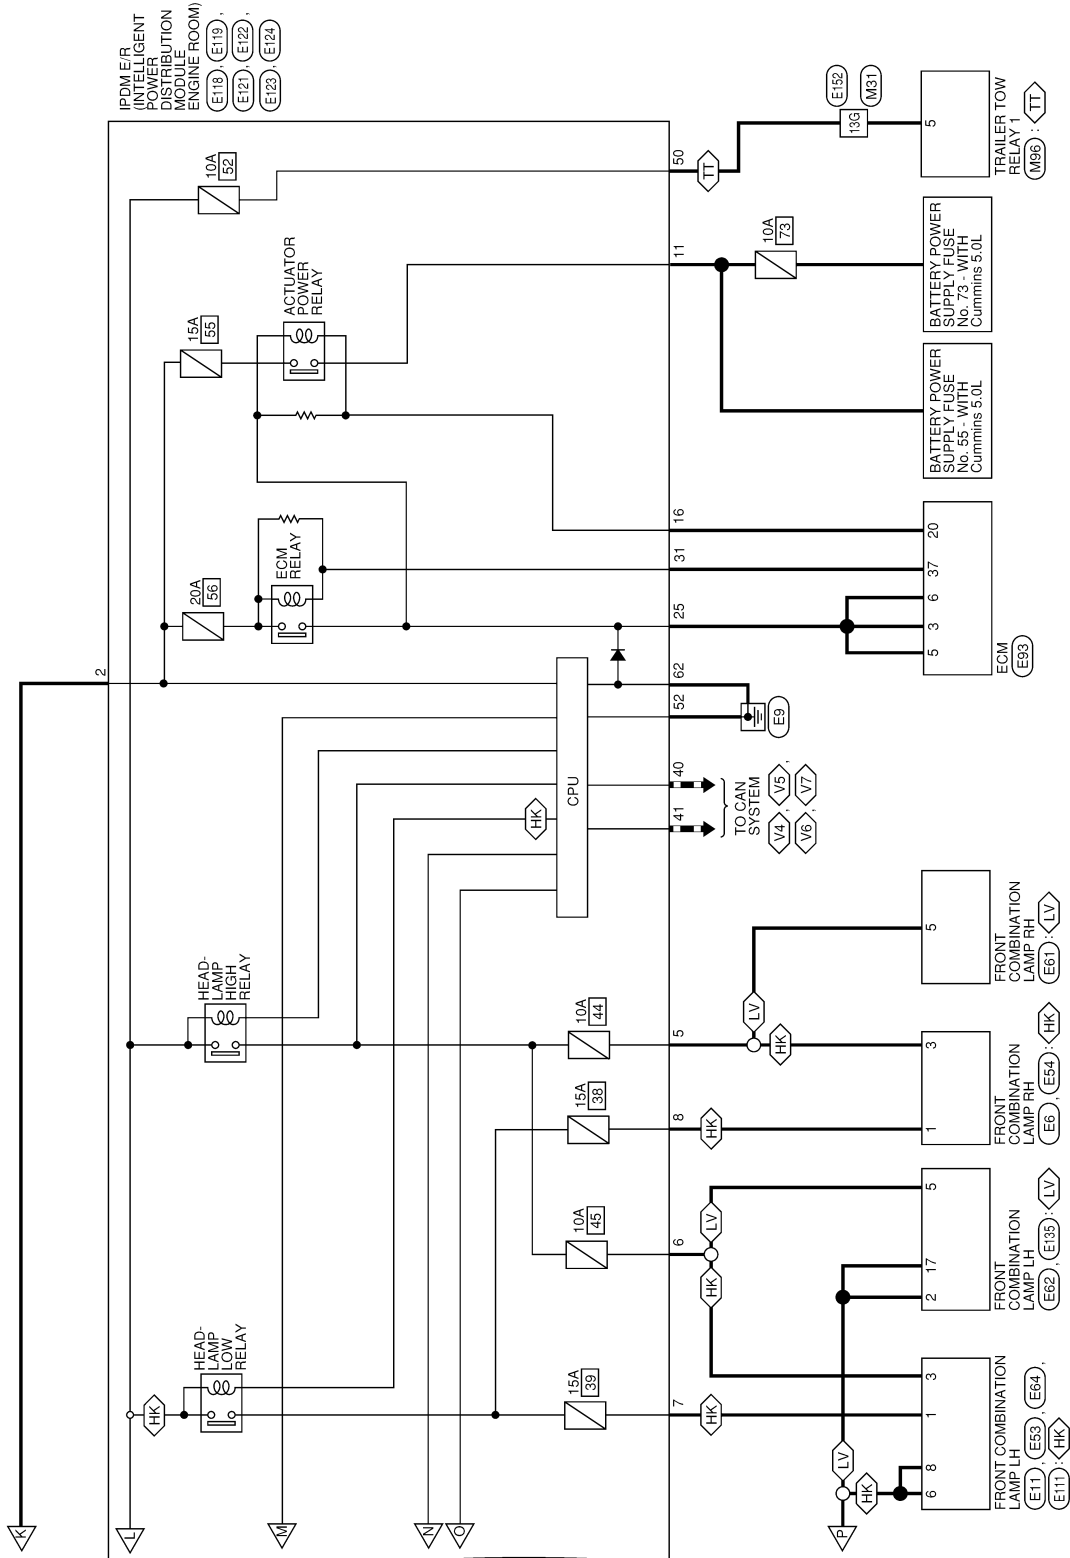 IPDM E/R
(INTELLIGENT
POWER
DISTRIBUTION
MODULE
ENGINE ROOM)
E118 , E119 ,
E121 , E122 ,
E123 , E124
10A
52
15A
55
ACTUATOR
POWER
RELAY
20A
56
ECM
RELAY
2
CPU
HK
HEAD-
LAMP
HIGH
RELAY
HEAD-
LAMP
LOW
RELAY
HK
10A
44
15A
38
10A
45
15A
39
K
L
M
N
O
P
50
TT
13G
E152
M31
5
TRAILER TOW
RELAY 1
M96 : TT
11
10A
73
BATTERY POWER
SUPPLY FUSE
No. 73 - WITH
Cummins 5.0L
BATTERY POWER
SUPPLY FUSE
No. 55 - WITH
Cummins 5.0L
16
31
25
20
37
6
3
5
ECM
E93
62
52
E9
40
41
TO CAN
SYSTEM
V4 , V5 ,
V6 , V7
5
LV
HK
5
FRONT
COMBINATION
LAMP RH
E61 : LV
8
HK
3
1
FRONT
COMBINATION
LAMP RH
E6 , E54 : HK
6
LV
HK
5
17
2
FRONT
COMBINATION
LAMP LH
E62 , E135 : LV
7
HK
LV
HK
3
1
8
6
FRONT COMBINATION
LAMP LH
E11 , E53 , E64 ,
E111 : HK